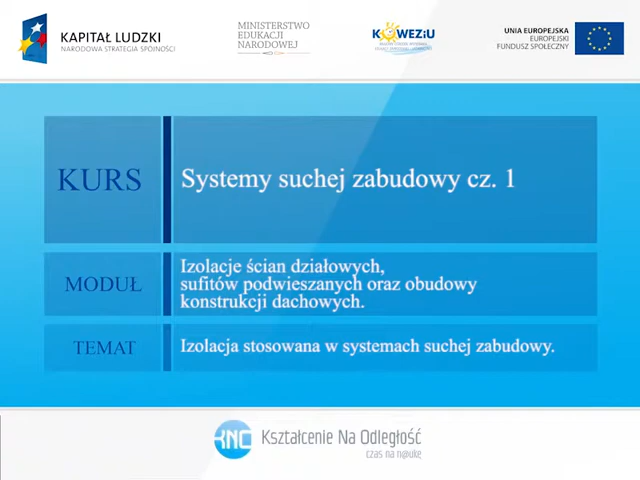 KAPITAŁ LUDZKI
NARODOWA STRATEGIA SPÓJNOŚCI
MINISTERSTWO
EDUKACJI
NARODOWEJ
KOWEZiU
UNIA EUROPEJSKA
EUROPEJSKI
FUNDUSZ SPOŁECZNY
KURS
Systemy suchej zabudowy cz. 1
MODUŁ
Izolacje ścian działowych,
sufitów podwieszanych oraz obudowy
konstrukcji dachowych.
TEMAT
Izolacja stosowana w systemach suchej zabudowy.
KNO
Kształcenie Na Odległość
czas na n@ukę